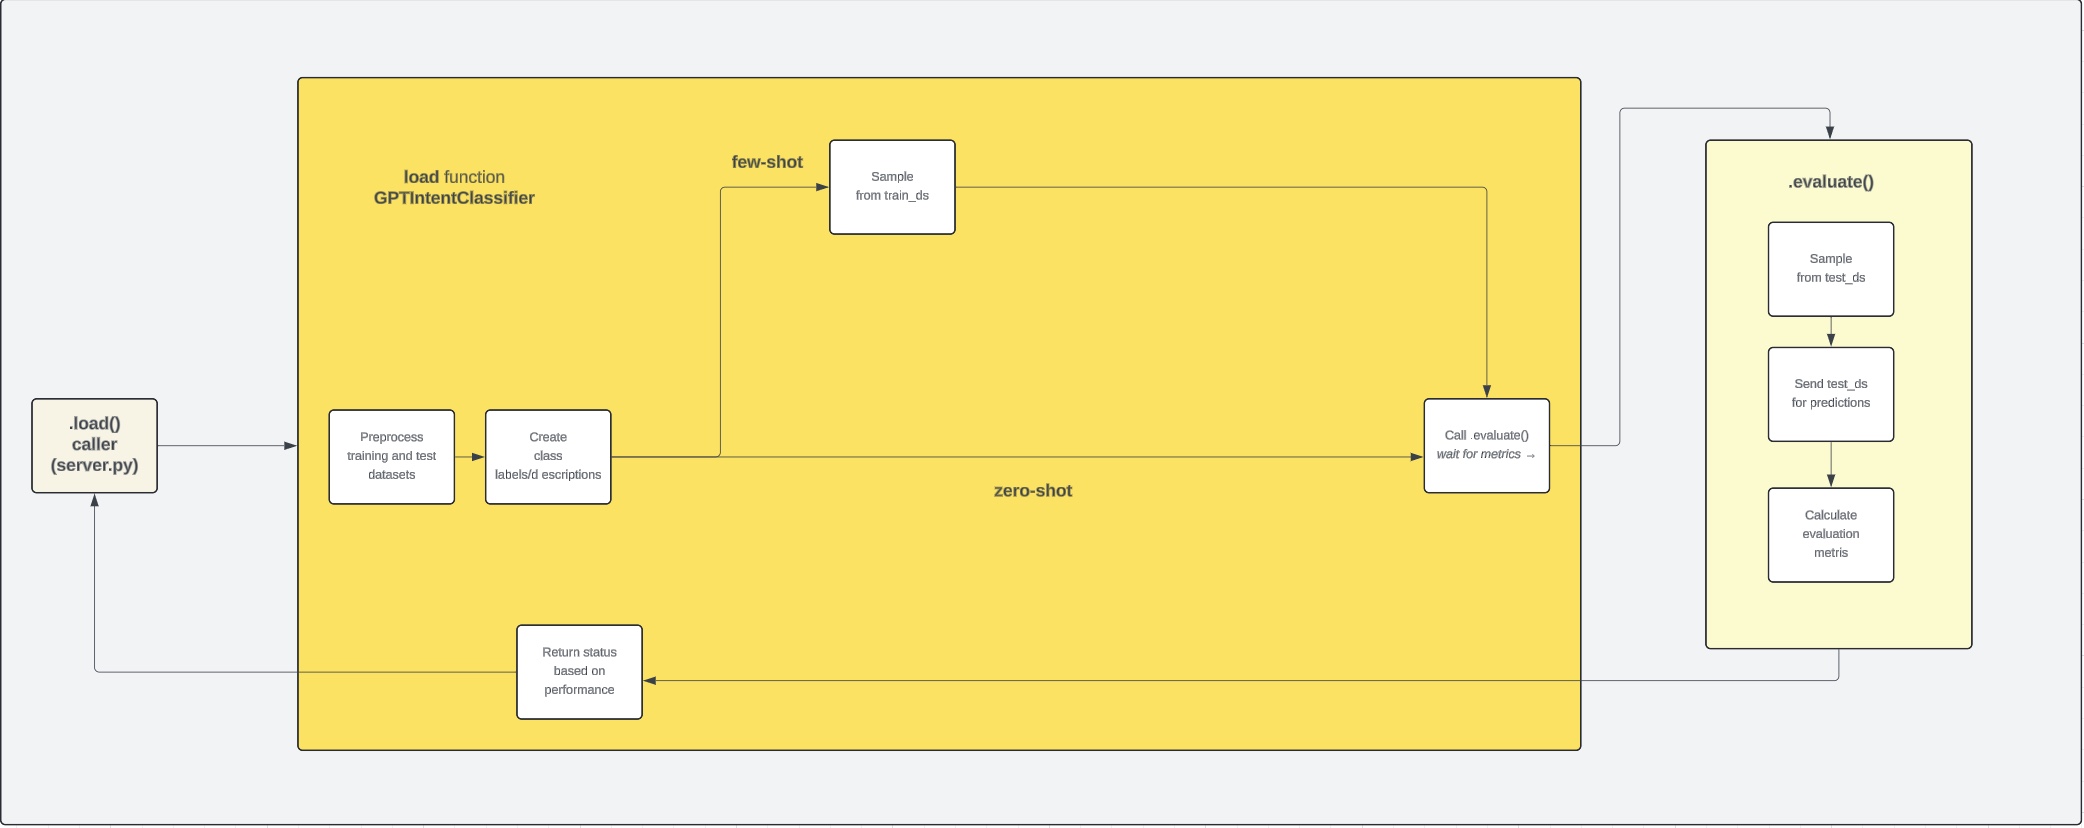 .load()
caller
(server.py)
load function
GPTIntentClassifier
Preprocess
training and test
datasets
Create
class
labels/d escriptions
few-shot
Sample
from train_ds
zero-shot
Call .evaluate()
wait for metrics →
.evaluate()
Sample
from test_ds
Send test_ds
for predictions
Calculate
evaluation
metris
Return status
based on
performance